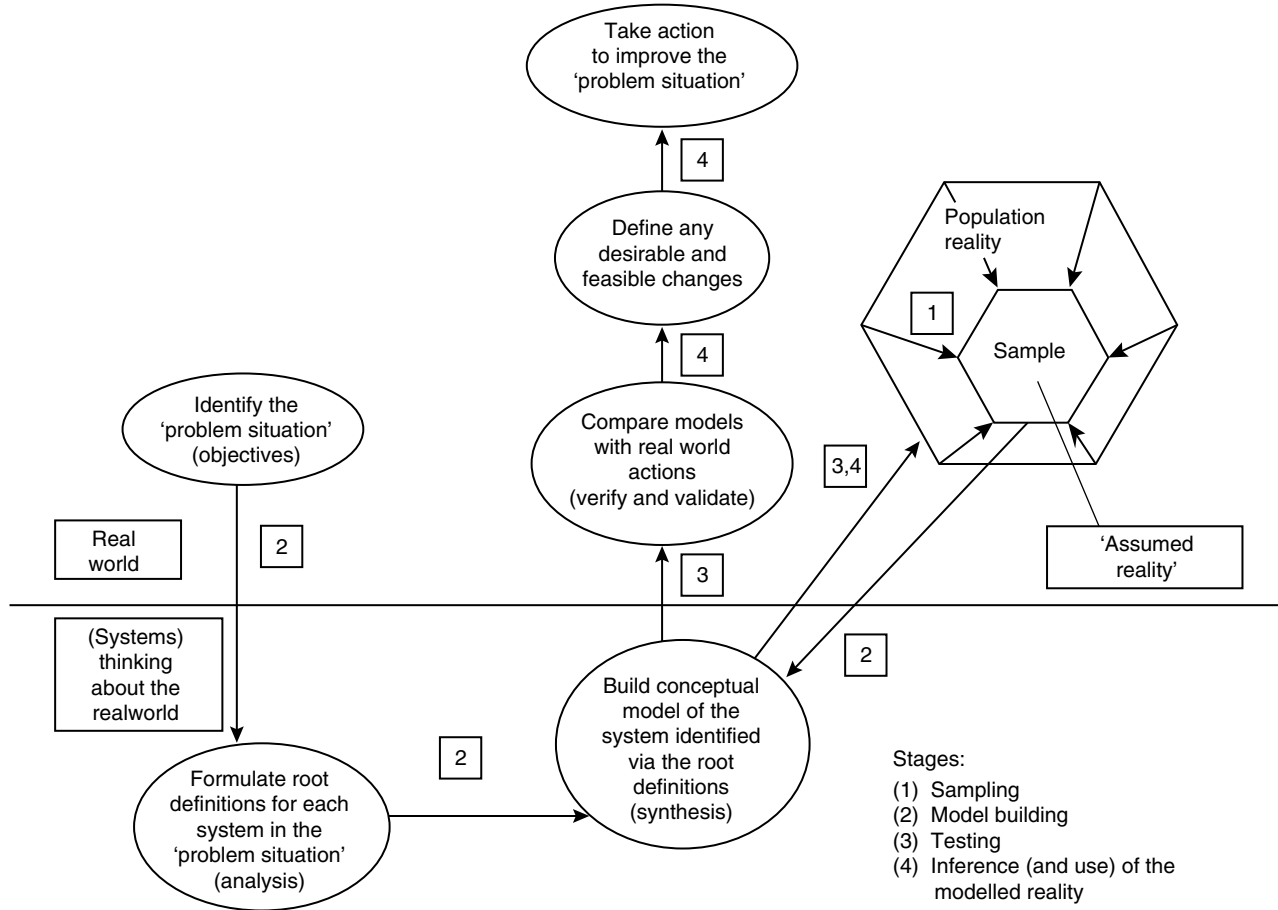 Take action
to improve the
‘problem situation’
4
Define any
desirable and
feasible changes
4
Compare models
with real world
actions
(verify and validate)
3
Population
reality
1
Sample
3,4
‘Assumed
reality’
2
Identify the
‘problem situation’
(objectives)
2
Real
world
(Systems)
thinking
about the
realworld
Formulate root
definitions for each
system in the
‘problem situation’
(analysis)
2
Build conceptual
model of the
system identified
via the root
definitions
(synthesis)
Stages:
(1) Sampling
(2) Model building
(3) Testing
(4) Inference (and use) of the
modelled reality